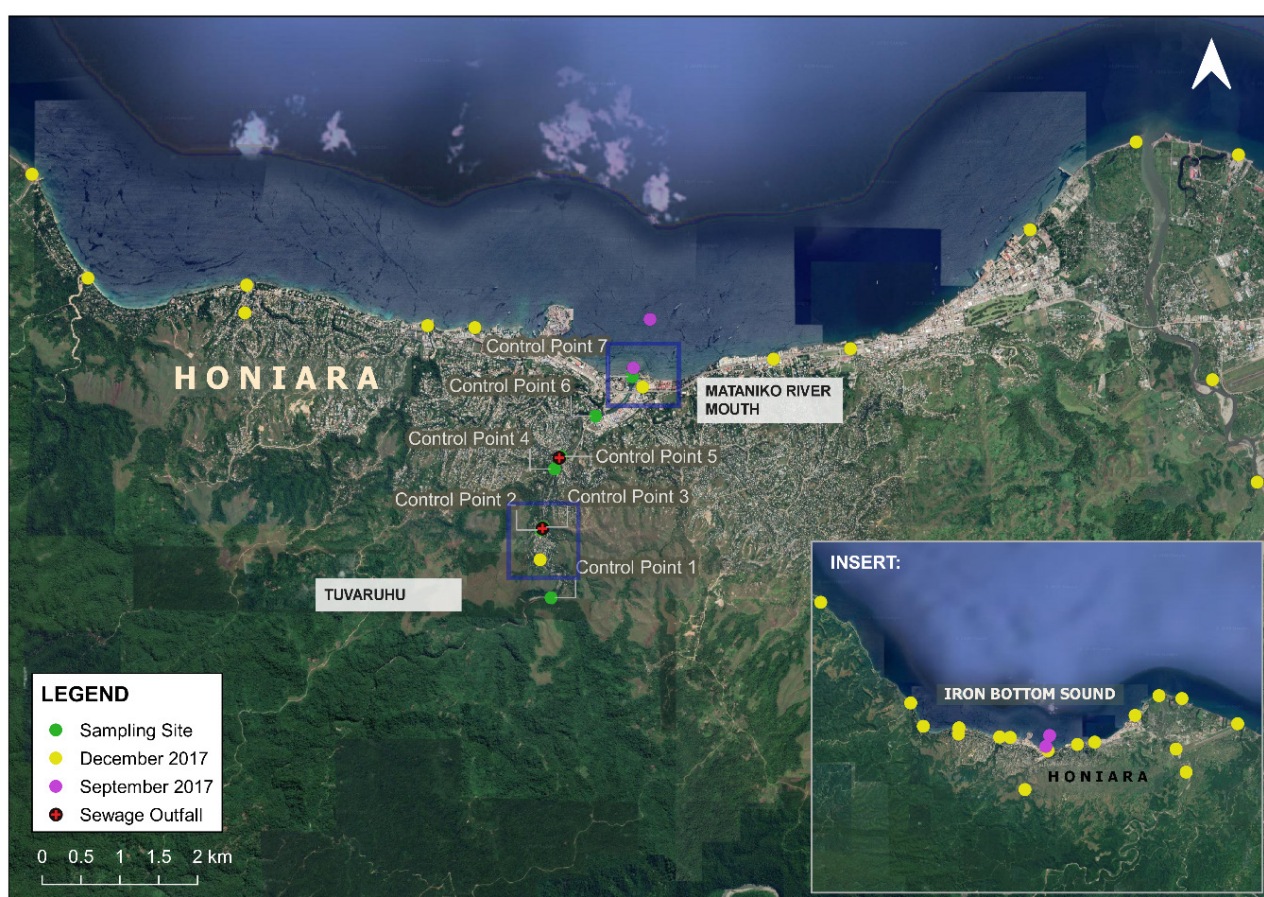 Control Point 7
HONIARA
Control Point 6
MATANIKO RIVER
MOUTH
Control Point 4
Control Point 5
Control Point 2
Control Point 3
Control Point 1
TUVARUHU
LEGEND
Sampling Site
December 2017
September 2017
Sewage Outfall
0 0.5 1 1.5 2 km
INSERT:
IRON BOTTOM SOUND
HONIARA